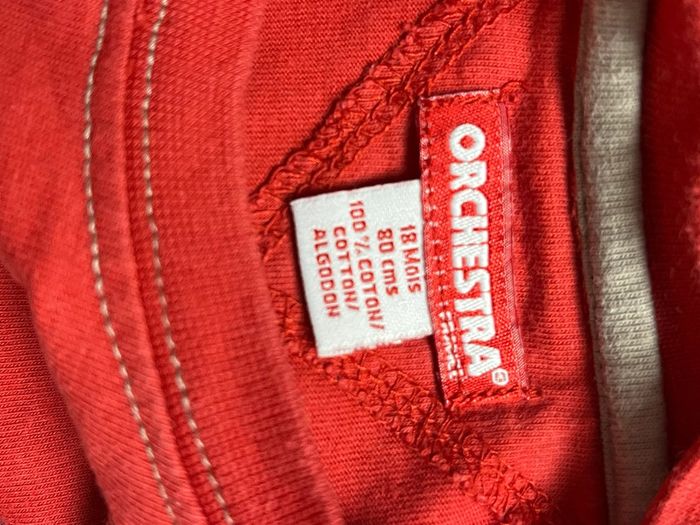 ORCHESTRA®
18 MOIS
80 CMS
100 % COTON/
COTTON/
ALGODON